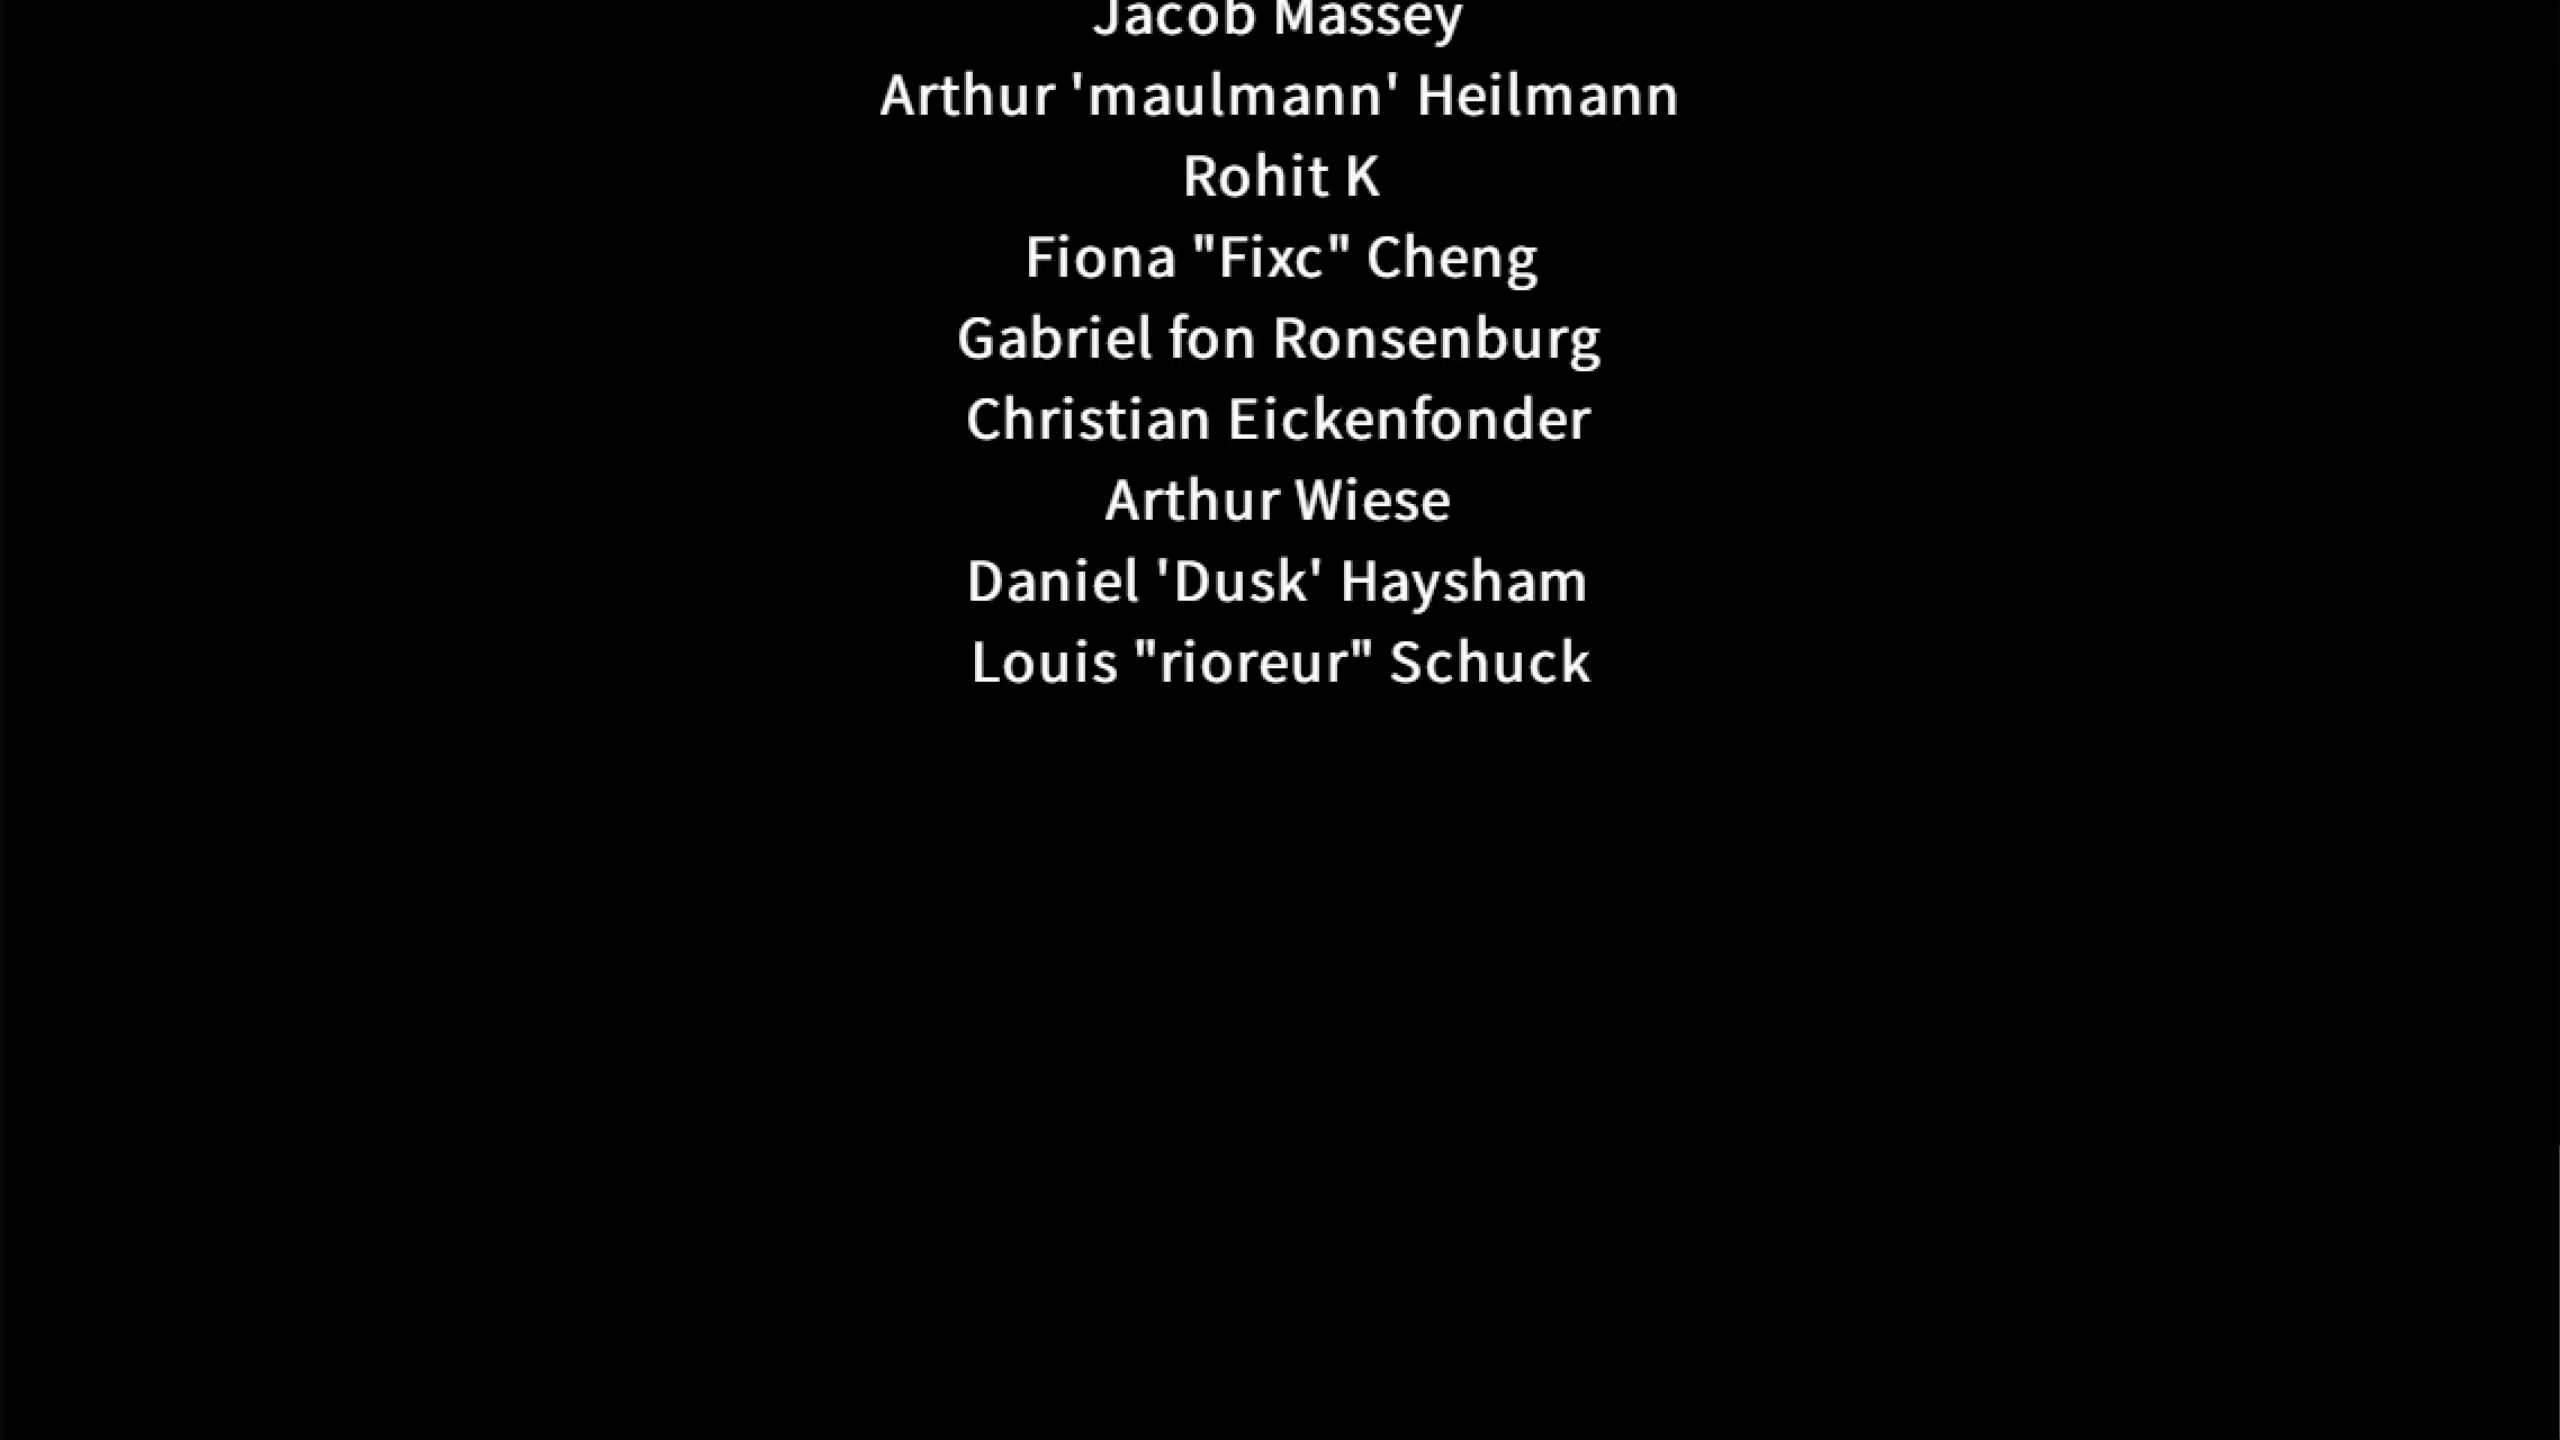 Jacob Massey
Arthur 'maulmann' Heilmann
Rohit K
Fiona "Fixc" Cheng
Gabriel fon Ronsenburg
Christian Eickenfonder
Arthur Wiese
Daniel 'Dusk' Haysham
Louis "rioreur" Schuck